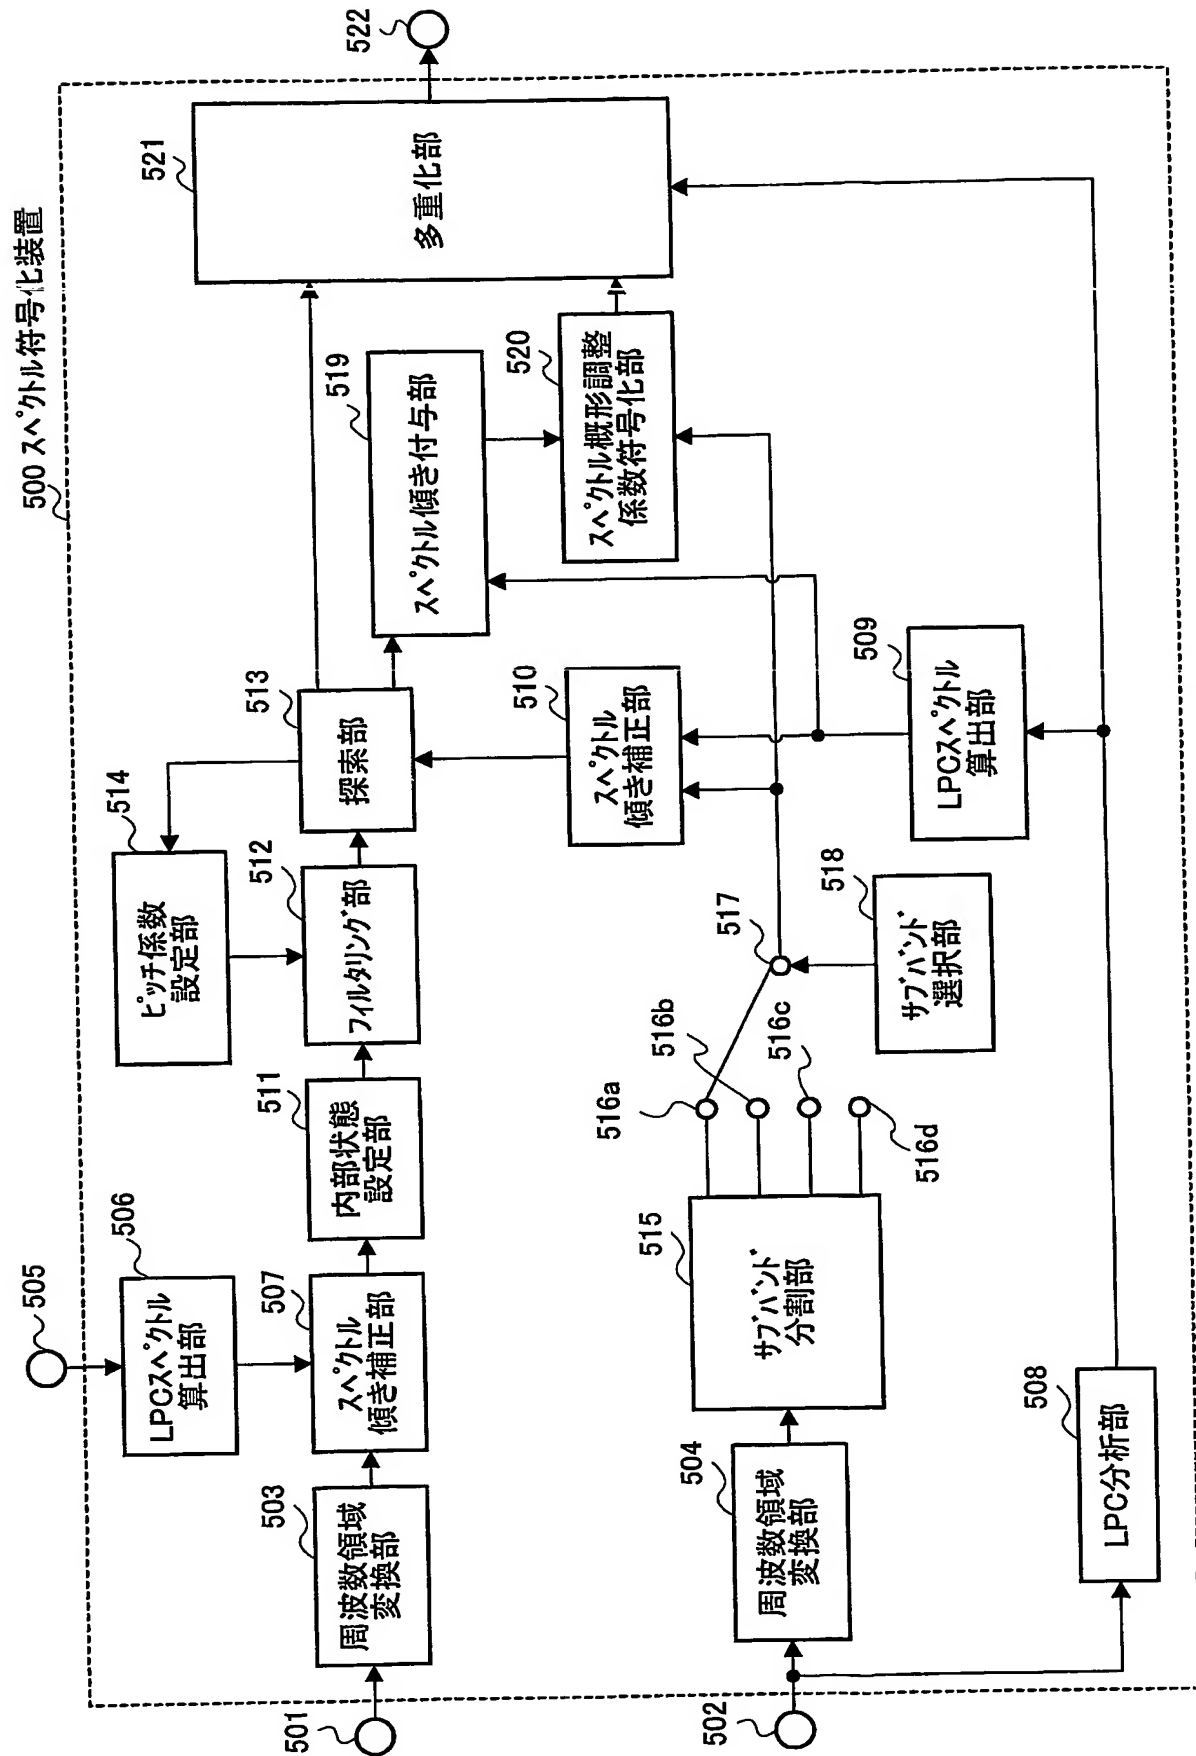 500 スペクトル符号化装置
505
506
LPCスペクトル
算出部
501
503
周波数領域
変換部
507
スペクトル
傾き補正部
511
内部状態
設定部
514
ピッチ係数
設定部
512
フィルタリング部
513
探索部
521
多重化部
522
519
スペクトル傾き付与部
520
スペクトル概形調整
係数符号化部
510
スペクトル
傾き補正部
509
LPCスペクトル
算出部
502
504
周波数領域
変換部
515
サブバンド
分割部
516a
516b
516c
516d
517
518
サブバンド
選択部
508
LPC分析部